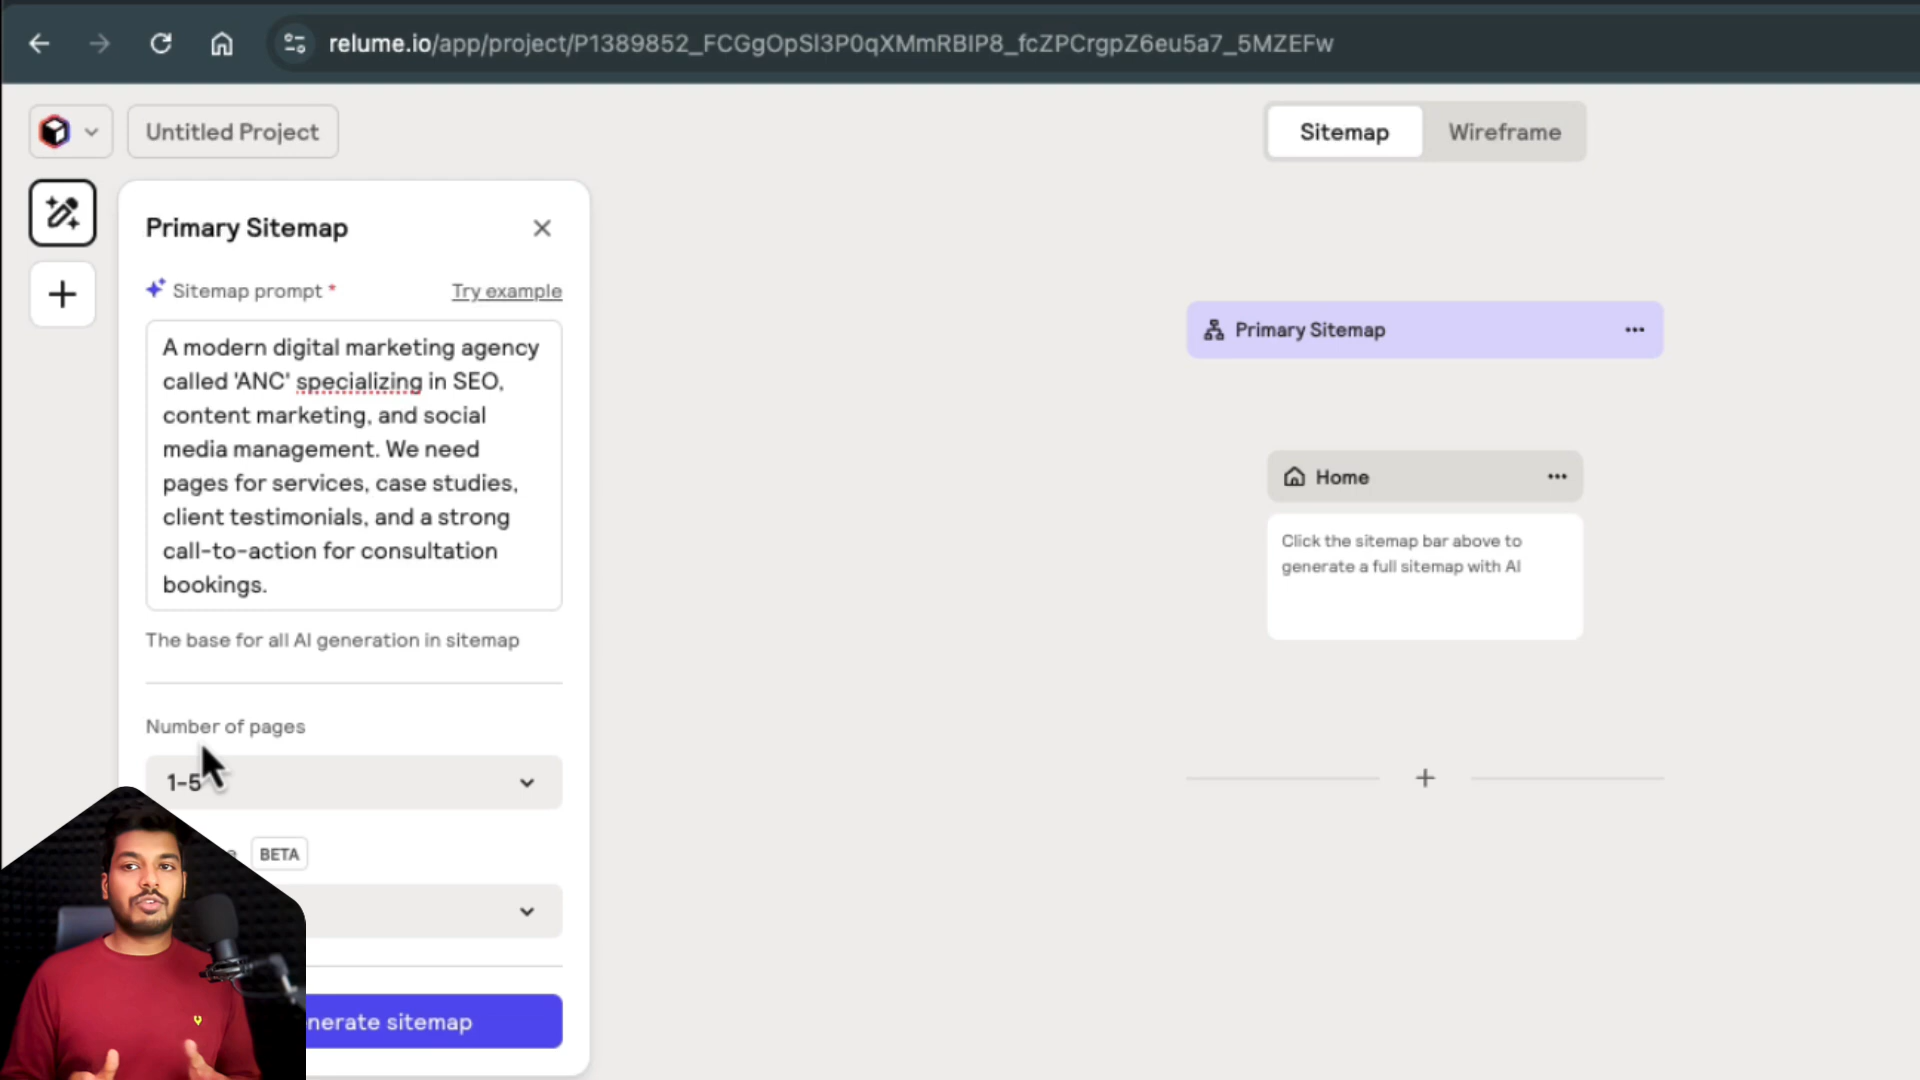 relume.io/app/project/P1389852_FCGgOpSl3P0qXMmRBIP8_fcZPCrgpZ6eu5a7_5MZEFw
Untitled Project
Sitemap
Wireframe
Primary Sitemap
Sitemap prompt *
Try example
A modern digital marketing agency
called 'ANC' specializing in SEO,
content marketing, and social
media management. We need
pages for services, case studies,
client testimonials, and a strong
call-to-action for consultation
bookings.
The base for all AI generation in sitemap
Number of pages
1-5
BETA
nerate sitemap
Primary Sitemap
Home
Click the sitemap bar above to
generate a full sitemap with AI